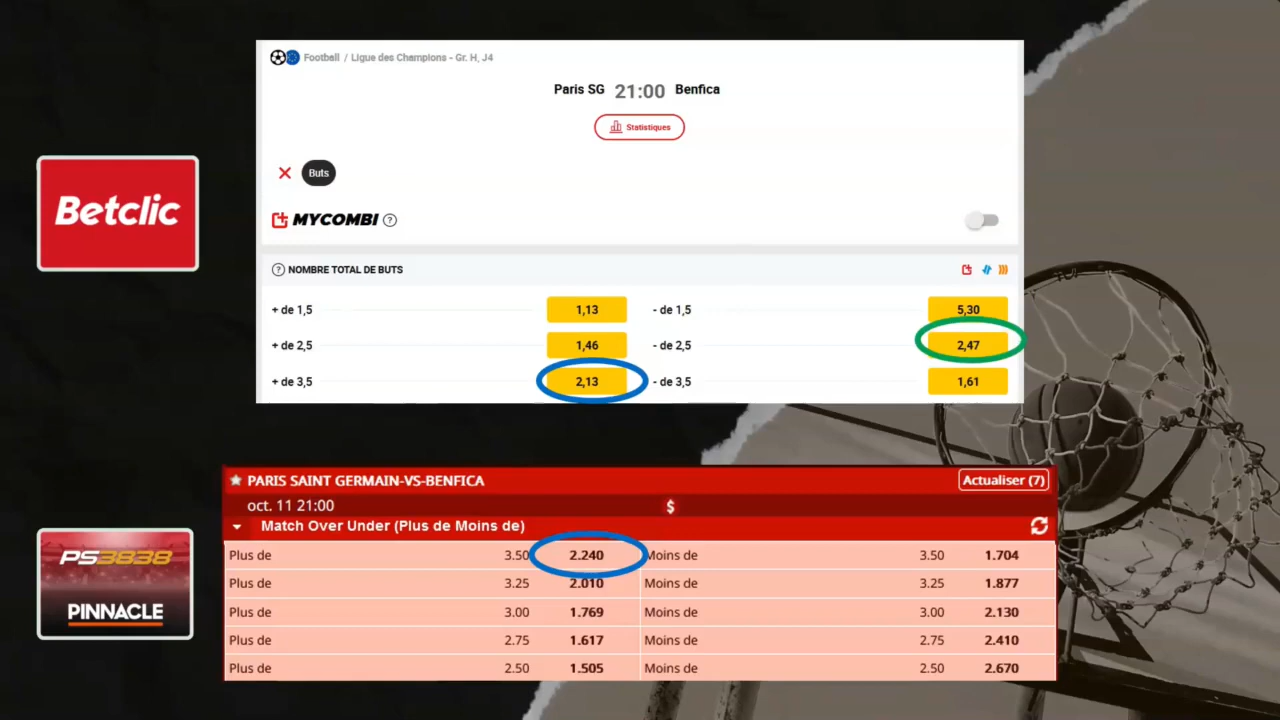 Football / Ligue des Champions - Gr. H, J4
Paris SG 21:00 Benfica
Statistiques
Buts
Betclic
MYCOMBI ?
? NOMBRE TOTAL DE BUTS
+ de 1,5 1,13 - de 1,5 5,30
+ de 2,5 1,46 - de 2,5 2,47
+ de 3,5 2,13 - de 3,5 1,61
PARIS SAINT GERMAIN-VS-BENFICA Actualiser (7)
oct. 11 21:00 $
Match Over Under (Plus de Moins de)
PS3838
PINNACLE
Plus de 3.50 2.240 Moins de 3.50 1.704
Plus de 3.25 2.010 Moins de 3.25 1.877
Plus de 3.00 1.769 Moins de 3.00 2.130
Plus de 2.75 1.617 Moins de 2.75 2.410
Plus de 2.50 1.505 Moins de 2.50 2.670